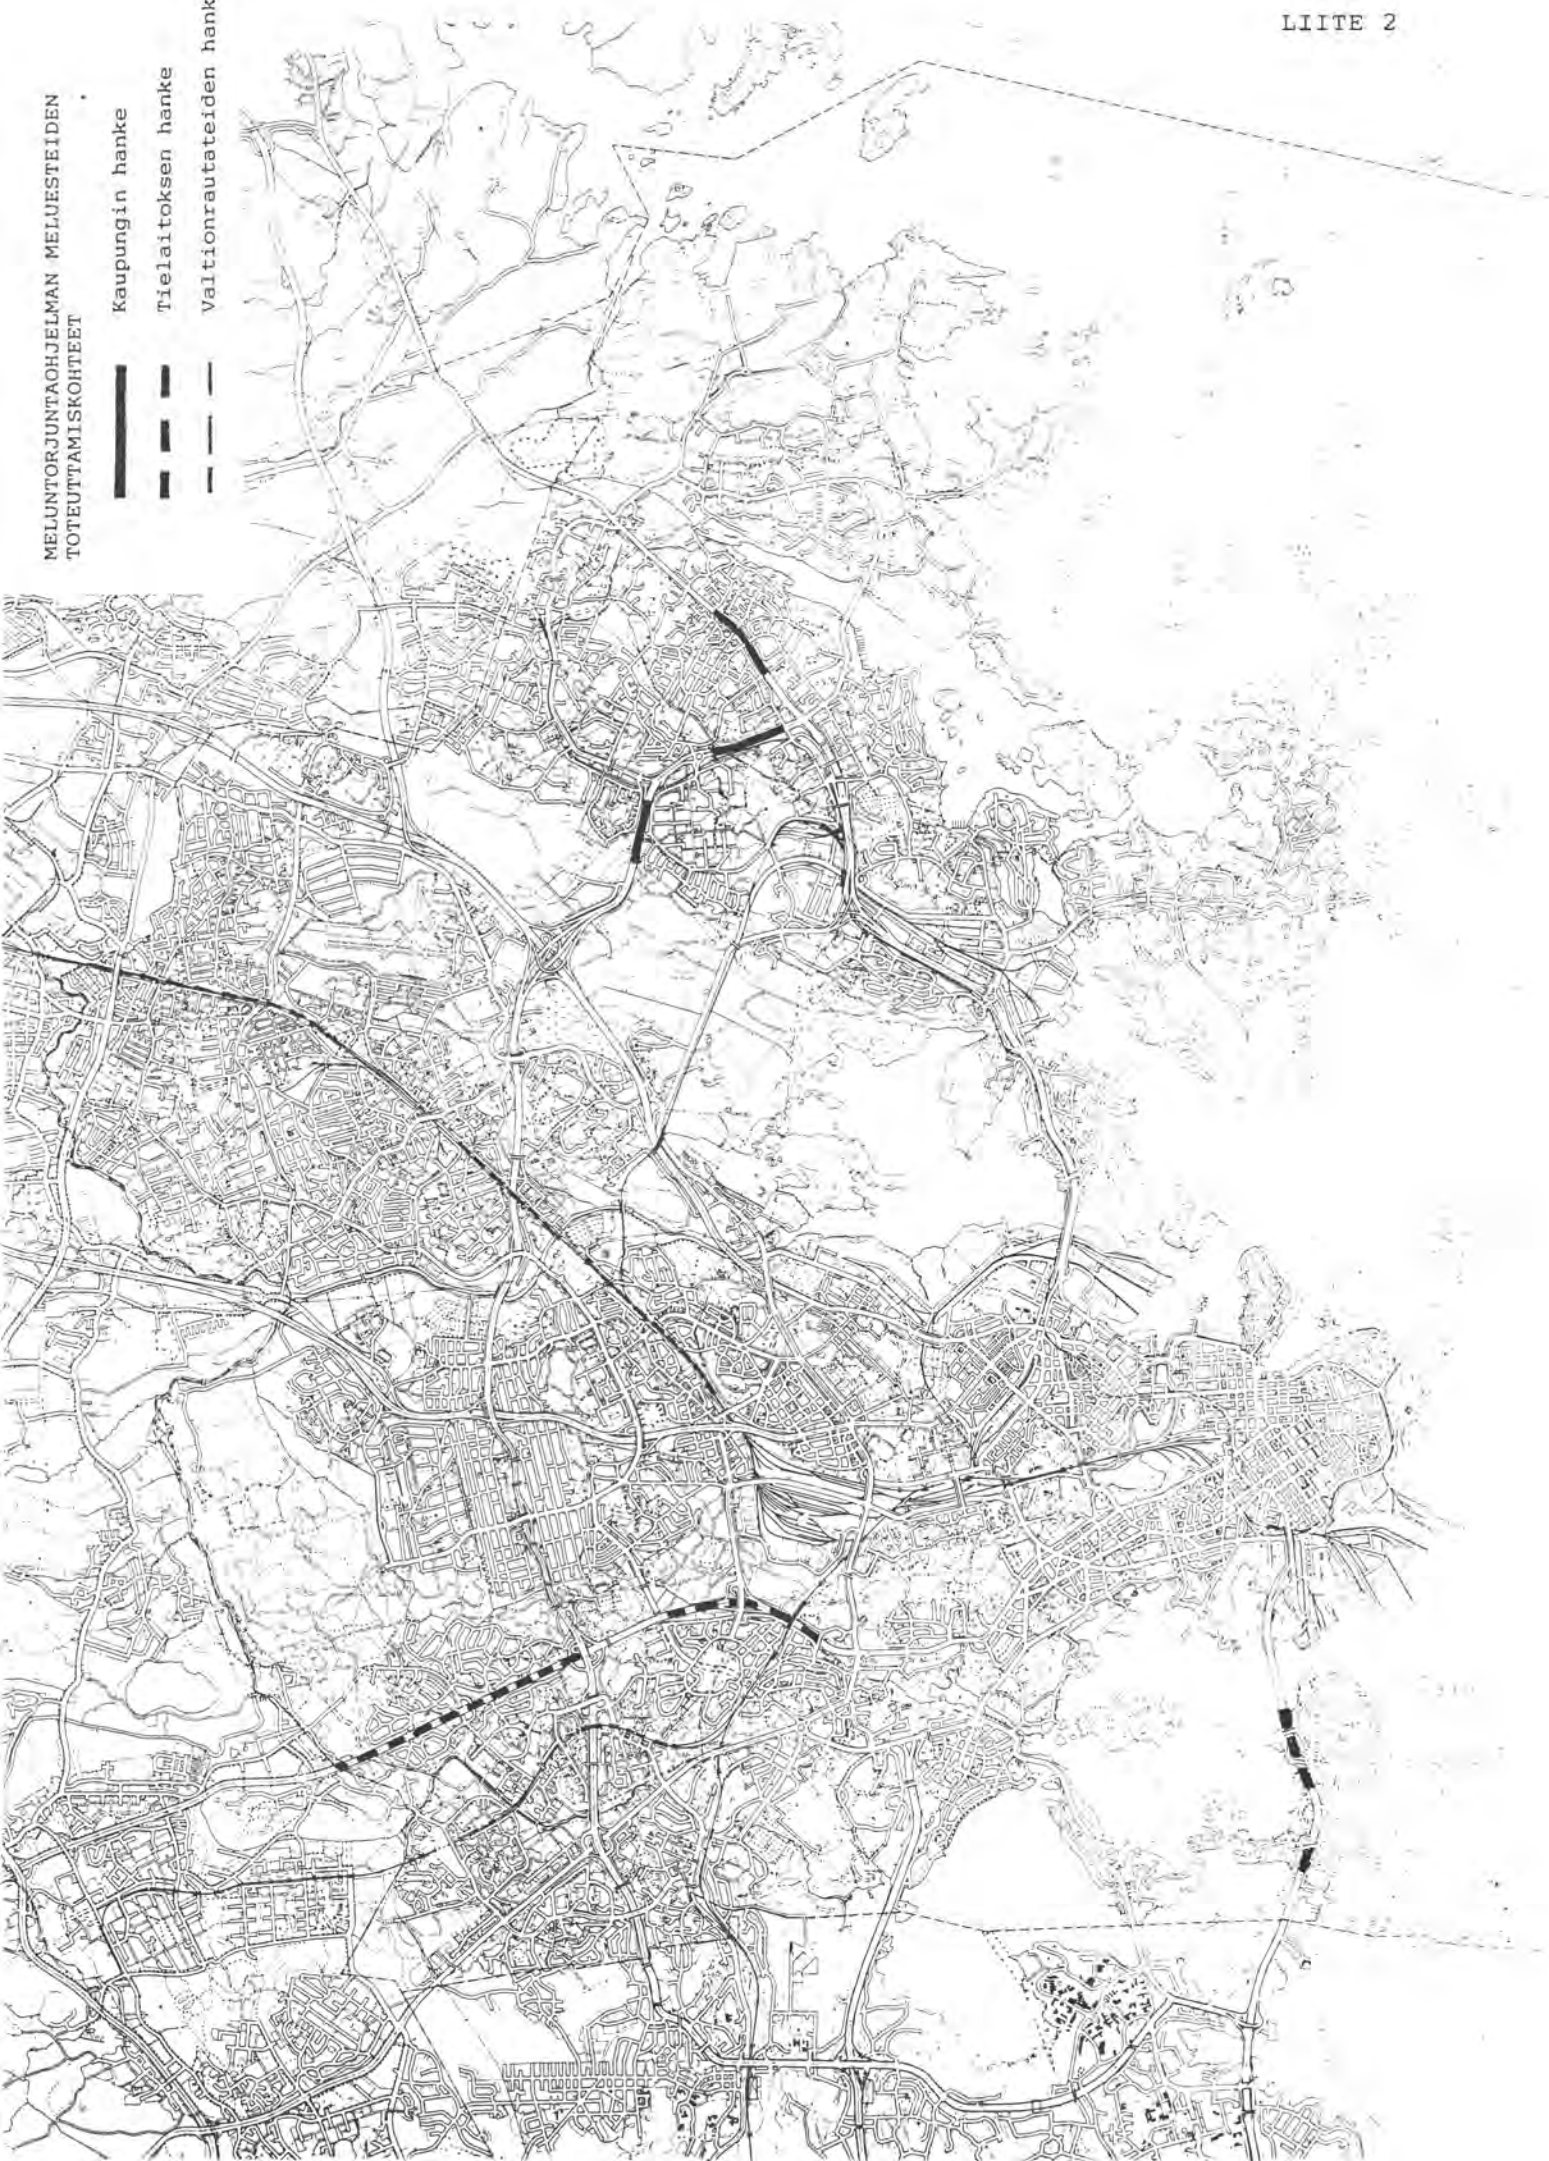 LIITE 2
MELUNTORJUNTAOHJELMAN MELUESTEIDEN
TOTEUTTAMISKOHTEET
Kaupungin hanke
Tielaitoksen hanke
Valtionrautateiden hank